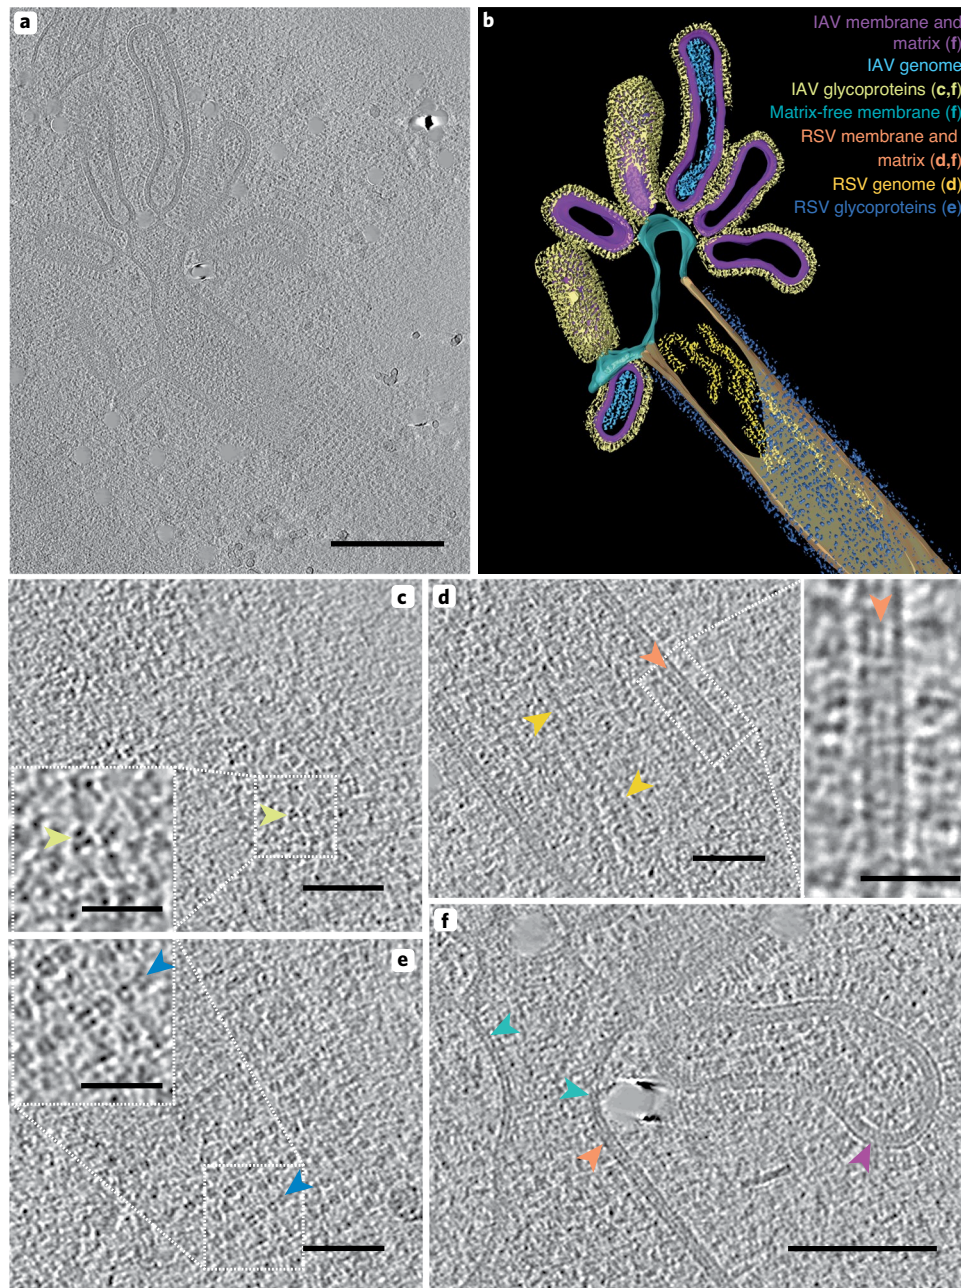 a
b
IAV membrane and
matrix (f)
IAV genome
IAV glycoproteins (c,f)
Matrix-free membrane (f)
RSV membrane and
matrix (d,f)
RSV genome (d)
RSV glycoproteins (e)
c
d
e
f